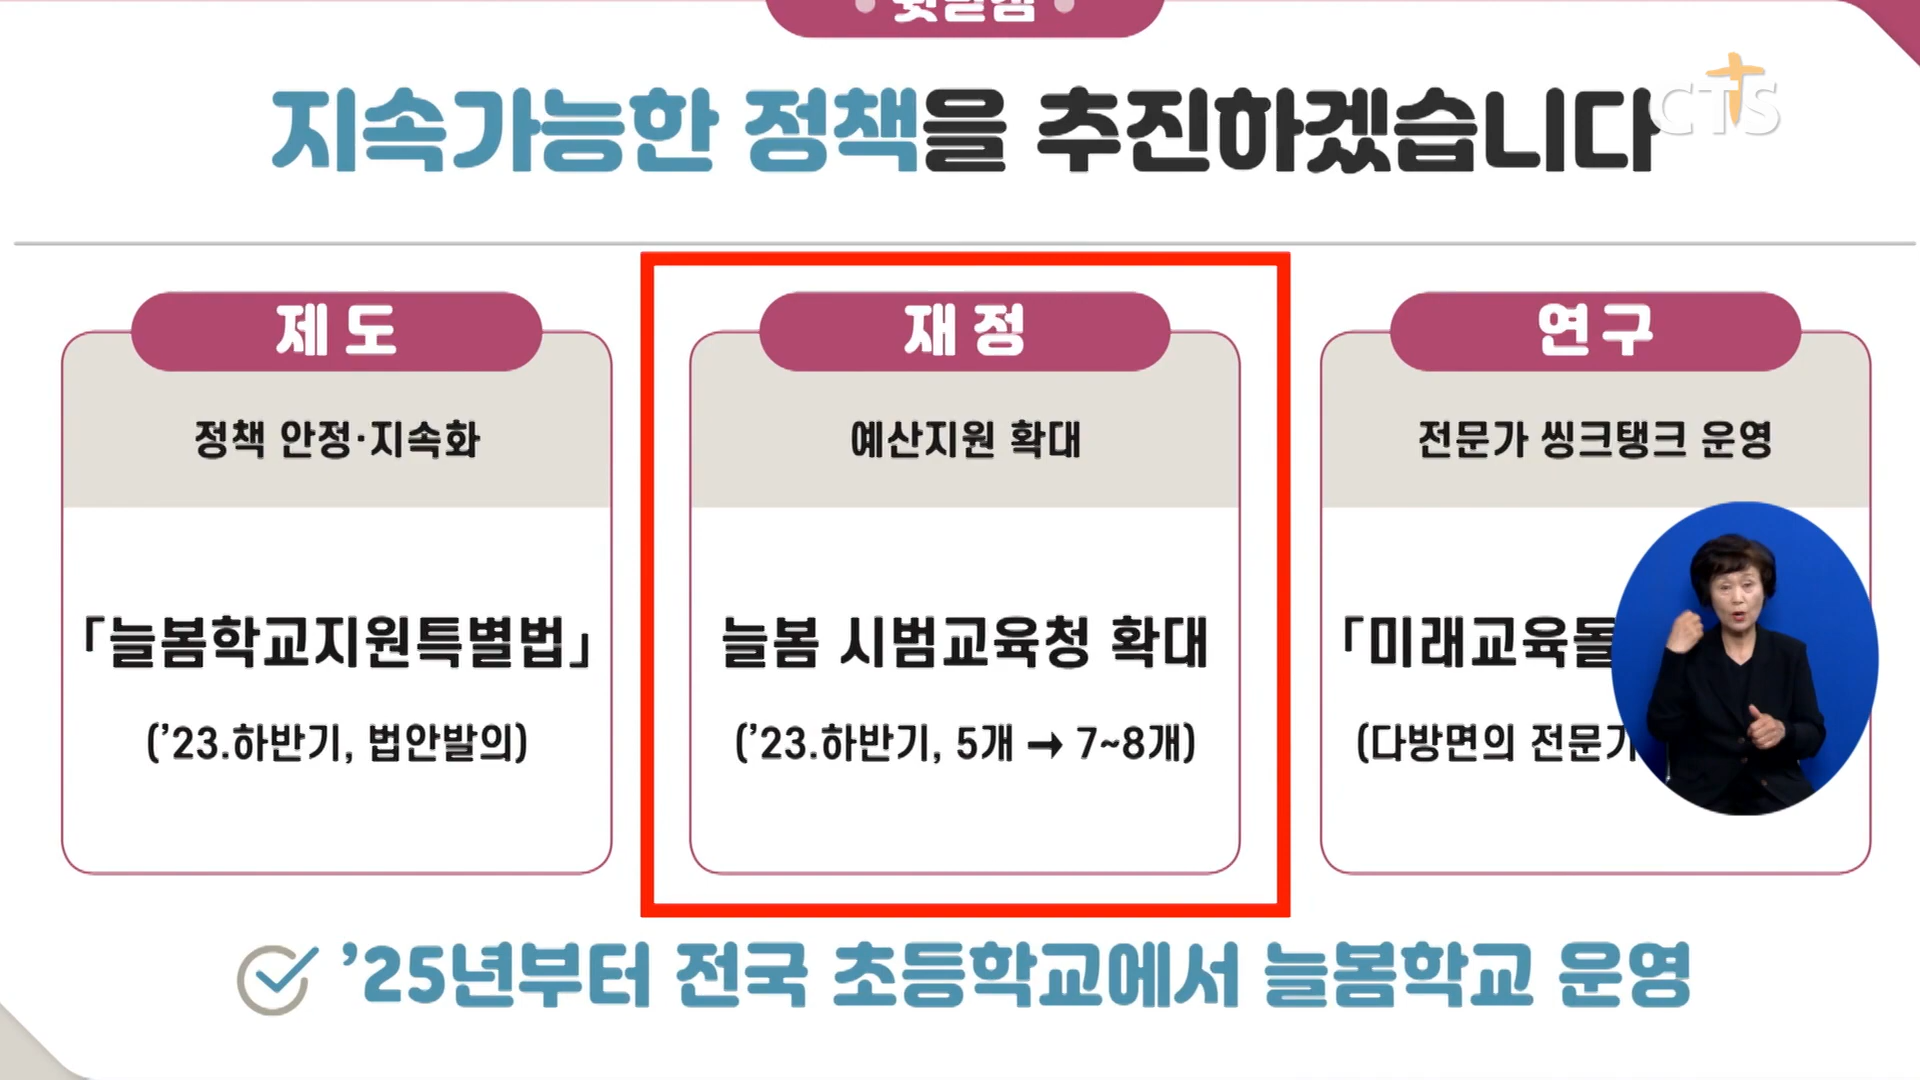 지속가능한 정책을 추진하겠습니다
CTS
제도
정책 안정·지속화
「늘봄학교지원특별법」
(’23.하반기, 법안발의)
재정
예산지원 확대
늘봄 시범교육청 확대
(’23.하반기, 5개 → 7~8개)
연구
전문가 씽크탱크 운영
「미래교육돌
(다방면의 전문가
’25년부터 전국 초등학교에서 늘봄학교 운영